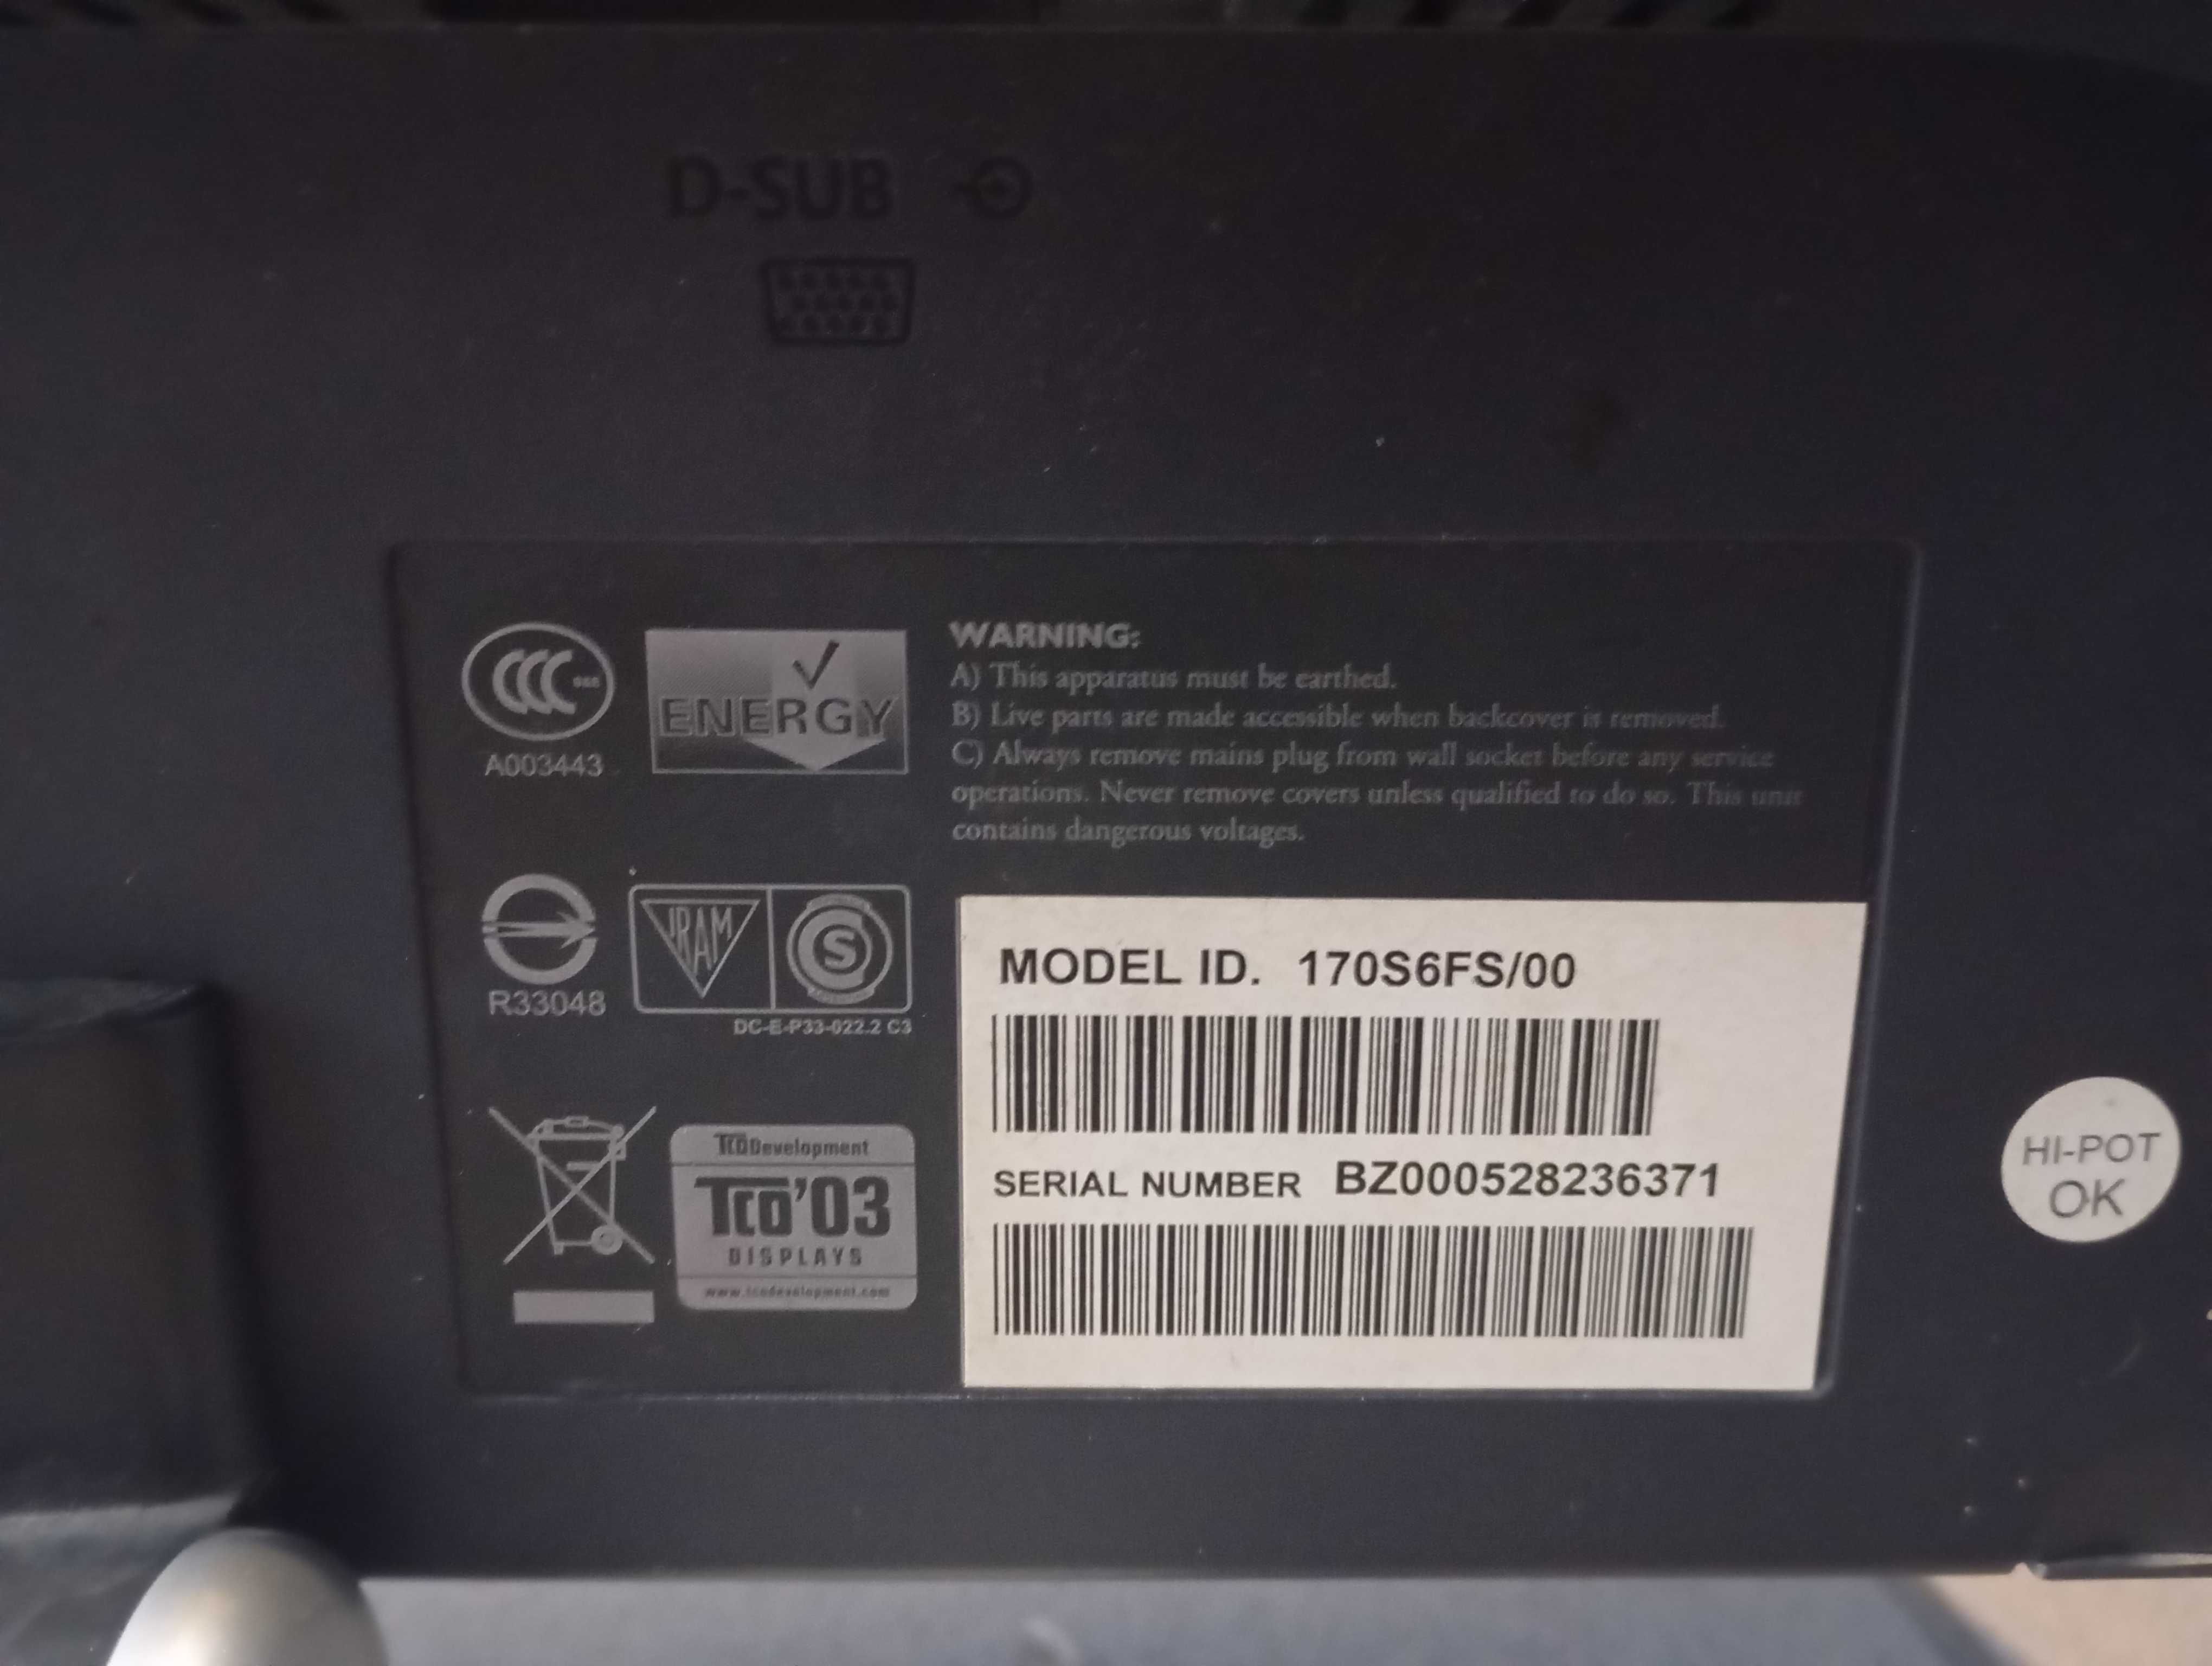 D-SUB
CCC
A003443
ENERGY
WARNING:
A) This apparatus must be earthed.
B) Live parts are made accessible when backcover is removed.
C) Always remove mains plug from wall socket before any service
operations. Never remove covers unless qualified to do so. This unit
contains dangerous voltages.
R33048
IRAM
S
DC-E-P33-022.2 C3
MODEL ID. 170S6FS/00
SERIAL NUMBER BZ000528236371
TCO Development
TCO'03
DISPLAYS
www.tcodevelopment.com
HI-POT
OK